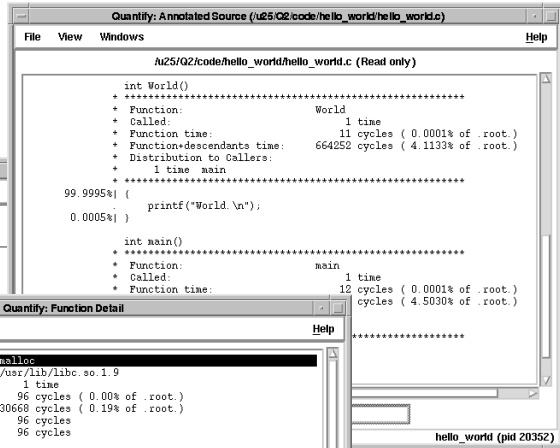 Quantify: Annotated Source (/u25/Q2/code/hello_world/hello_world.c)
File View Windows Help
/u25/Q2/code/hello_world/hello_world.c (Read only)
int World()
+ *************************************************
+ Function: World
+ Called: 1 time
+ Function time: 11 cycles ( 0.0001% of .root.)
+ Function+descendants time: 664252 cycles ( 4.1133% of .root.)
+ Distribution to Callers:
+ 1 time main
+ *************************************************
99.9995%| {
. printf("World.\n");
0.0005%| }
int main()
+ *************************************************
+ Function: main
+ Called: 1 time
+ Function time: 12 cycles ( 0.0001% of .root.)
cycles ( 4.5030% of .root.)
****************
Quantify: Function Detail
Help
malloc
/usr/lib/libc.so.1.9
1 time
96 cycles ( 0.00% of .root.)
30668 cycles ( 0.19% of .root.)
96 cycles
96 cycles
hello_world (pid 20352)